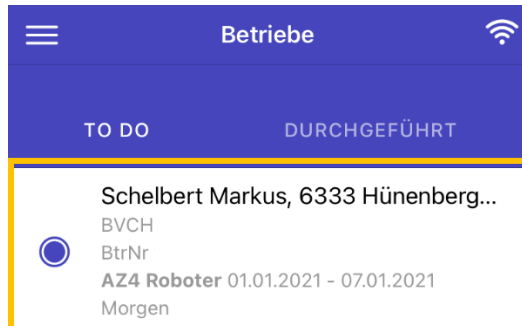 Betriebe
TO DO DURCHGEFÜHRT
Schelbert Markus, 6333 Hünenberg...
BVCH
BtrNr
AZ4 Roboter 01.01.2021 - 07.01.2021
Morgen